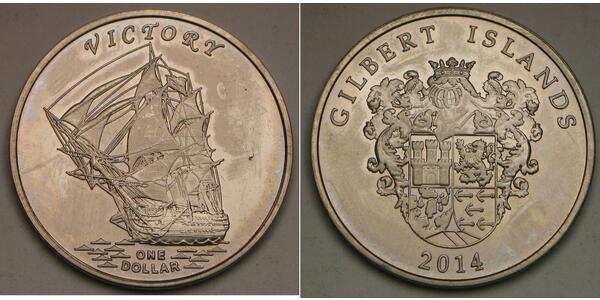 VICTORY
ONE
DOLLAR
GILBERT ISLANDS
2014